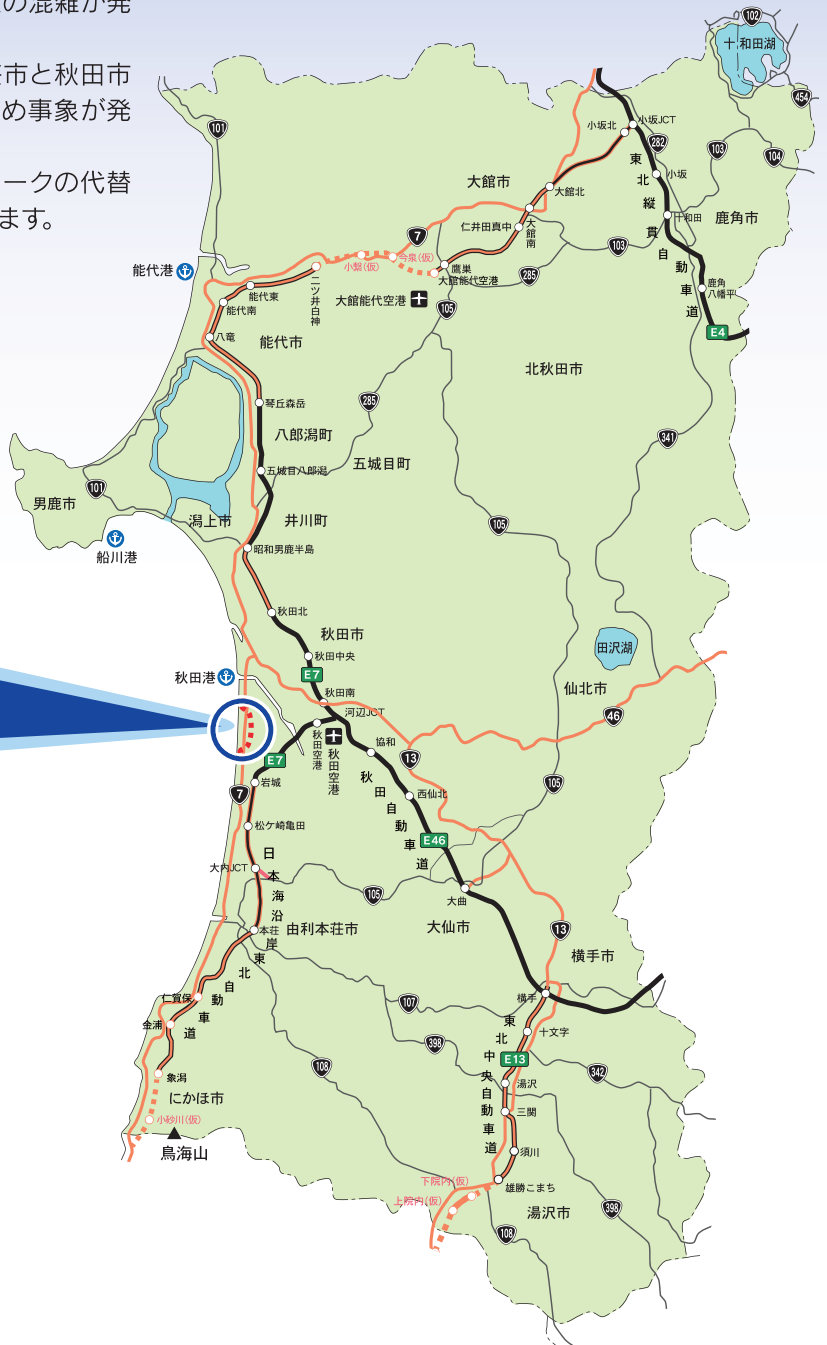 の混雑が発
市と秋田市
め事象が発
ークの代替
ます。
102
十和田湖
454
101
小坂北
小坂JCT
282
103
104
東北縦貫自動車道
小坂
大館市
大館北
十和田
鹿角市
仁井田真中
大館南
7
103
今泉(仮)
小繋(仮)
鷹巣
大館能代空港
285
鹿角八幡平
能代港
二ツ井白神
能代東
能代南
大館能代空港
105
E4
八竜
能代市
北秋田市
琴丘森岳
285
八郎潟町
341
五城目町
五城目八郎潟
101
男鹿市
潟上市
井川町
105
船川港
昭和男鹿半島
秋田北
秋田市
田沢湖
秋田中央
秋田港
E7
仙北市
秋田南
河辺JCT
46
秋田空港
秋田空港
協和
13
E7
岩城
秋田自動車道
西仙北
105
7
松ケ崎亀田
E46
大内JCT
日本海沿岸東北自動車道
105
大曲
本荘
由利本荘市
大仙市
13
横手市
仁賀保
107
横手
金浦
398
東北中央自動車道
十文字
E13
108
342
象潟
湯沢
にかほ市
小砂川(仮)
三関
鳥海山
須川
下院内(仮)
雄勝こまち
上院内(仮)
398
湯沢市
108